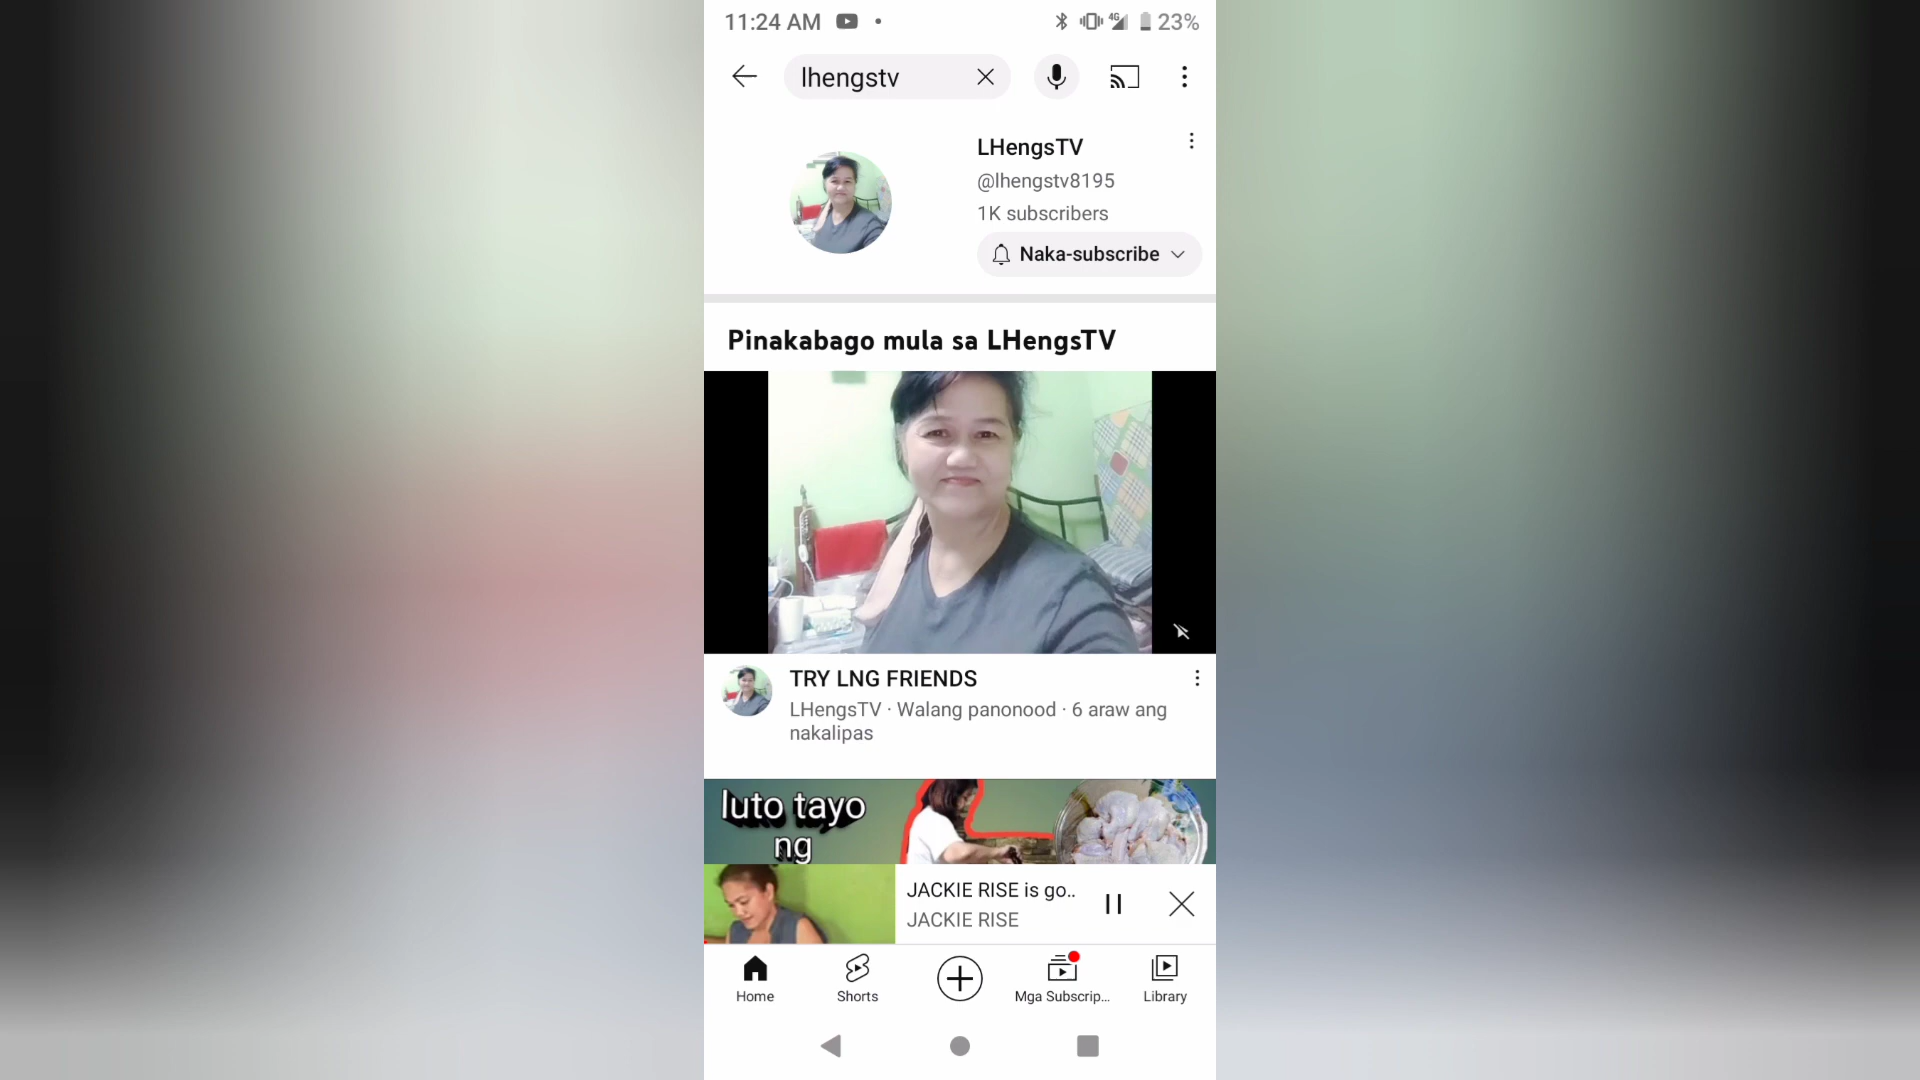 11:24 AM
4G
23%
lhengstv
LHengsTV
@lhengstv8195
1K subscribers
Naka-subscribe
Pinakabago mula sa LHengsTV
TRY LNG FRIENDS
LHengsTV · Walang panonood · 6 araw ang
nakalipas
luto tayo
ng
JACKIE RISE is go..
JACKIE RISE
Home
Shorts
Mga Subscrip...
Library